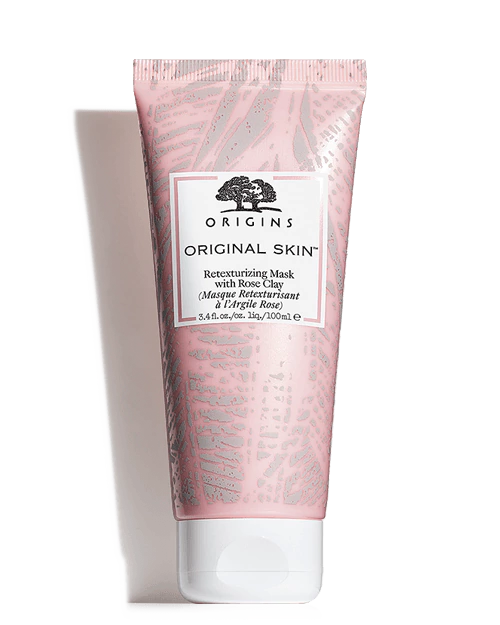 ORIGINS
ORIGINAL SKIN™
Retexturizing Mask
with Rose Clay
(Masque Retexturisant
à l'Argile Rose)
3.4 fl.oz./oz. liq./100ml ℮